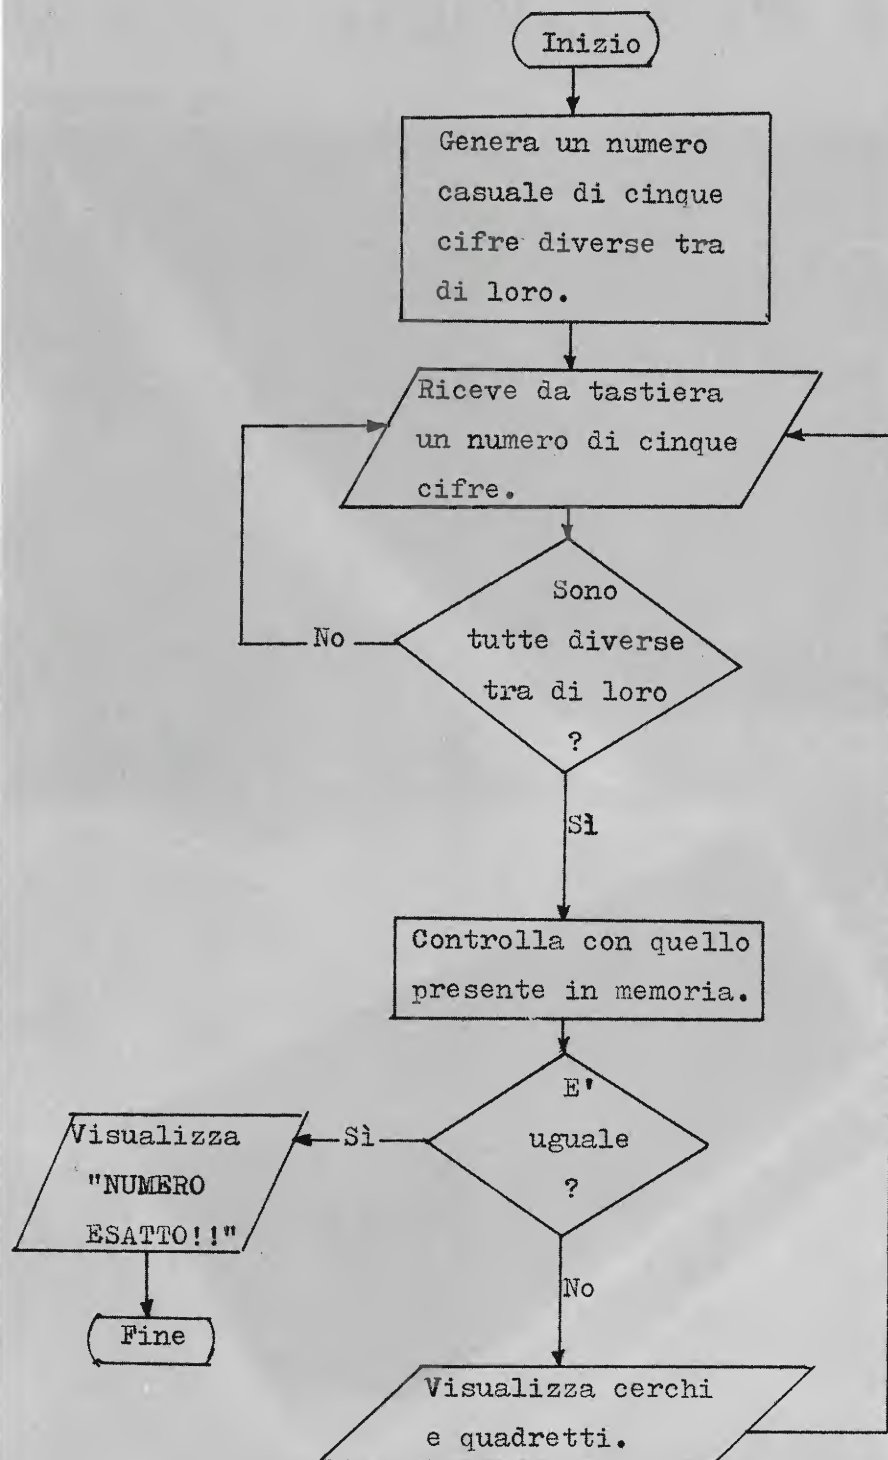 Inizio
Genera un numero
casuale di cinque
cifre diverse tra
di loro.
Riceve da tastiera
un numero di cinque
cifre.
Sono
tutte diverse
tra di loro
?
No
Sì
Controlla con quello
presente in memoria.
E'
uguale
?
Sì
Visualizza
"NUMERO
ESATTO!!"
Fine
No
Visualizza cerchi
e quadretti.